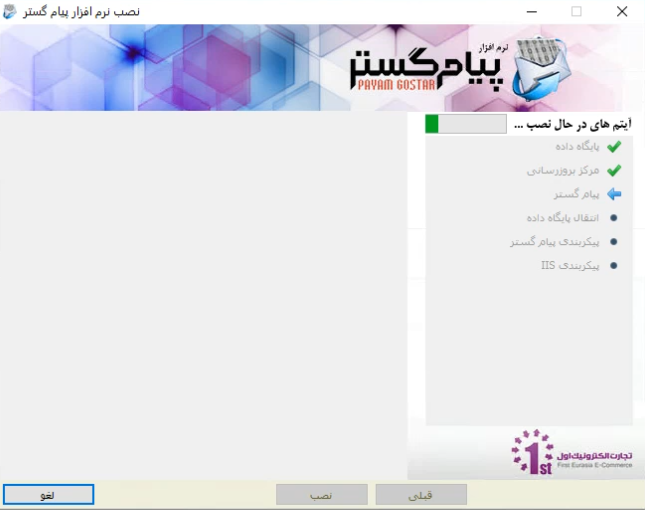 نصب نرم افزار پیام گستر
نرم افزار
پیام گستر
PAYAM GOSTAR
آیتم های در حال نصب ...
پایگاه داده
مرکز بروزرسانی
پیام گستر
انتقال پایگاه داده
پیکربندی پیام گستر
پیکربندی IIS
1st
تجارت الکترونیک اول
First Eurasia E-Commerce
قبلی
نصب
لغو